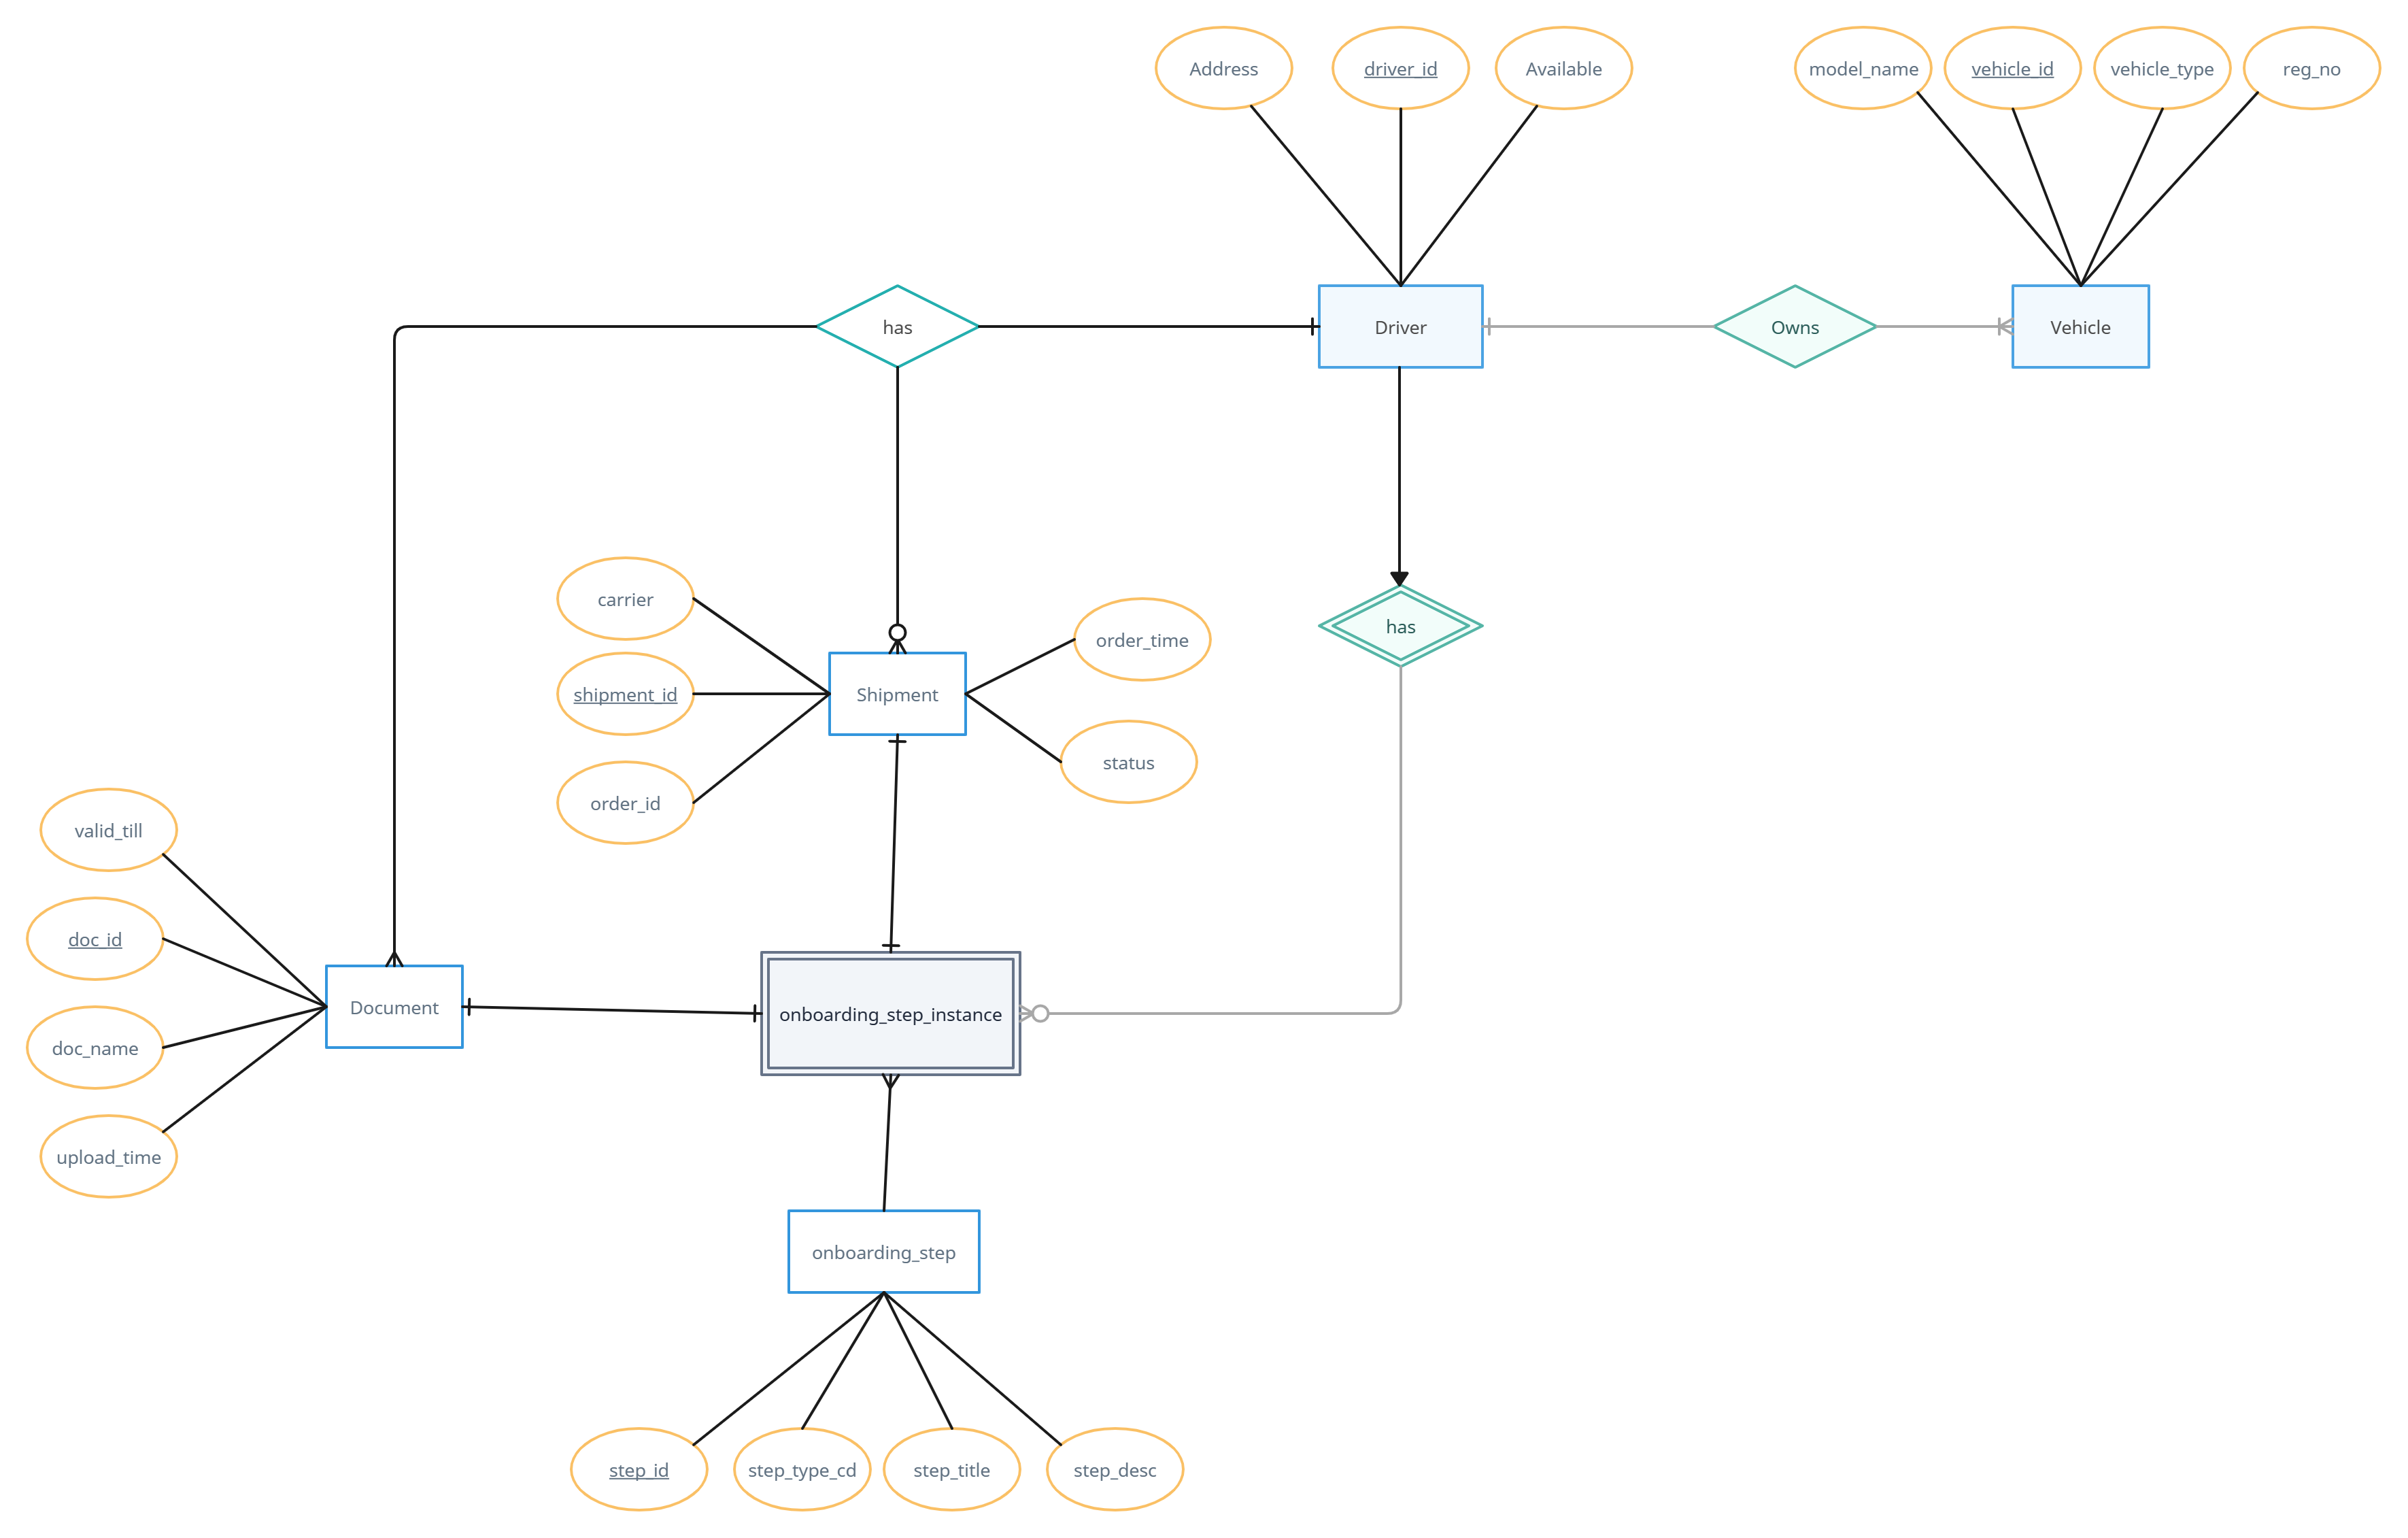 Address
driver_id
Available
model_name
vehicle_id
vehicle_type
reg_no
has
Driver
Owns
Vehicle
carrier
order_time
has
shipment_id
Shipment
status
order_id
valid_till
doc_id
Document
onboarding_step_instance
doc_name
upload_time
onboarding_step
step_id
step_type_cd
step_title
step_desc